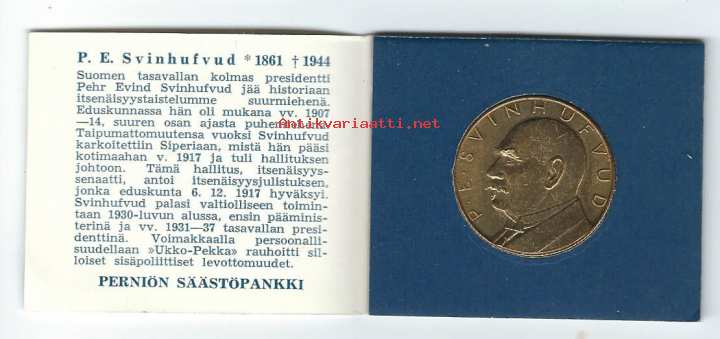 P. E. Svinhufvud * 1861 † 1944
Suomen tasavallan kolmas presidentti
Pehr Evind Svinhufvud jää historiaan
itsenäisyystaistelumme suurmiehenä.
Eduskunnassa hän oli mukana vv. 1907
—14, suuren osan ajasta puhemiehenä.
Taipumattomuutensa vuoksi Svinhufvud
karkoitettiin Siperiaan, mistä hän pääsi
kotimaahan v. 1917 ja tuli hallituksen
johtoon. Tämä hallitus, itsenäisyys-
senaatti, antoi itsenäisyysjulistuksen,
jonka eduskunta 6. 12. 1917 hyväksyi.
Svinhufvud palasi valtiolliseen toimin-
taan 1930-luvun alussa, ensin pääminis-
terinä ja vv. 1931—37 tasavallan presi-
denttinä. Voimakkaalla persoonalli-
suudellaan »Ukko-Pekka» rauhoitti sil-
loiset sisäpoliittiset levottomuudet.
PERNIÖN SÄÄSTÖPANKKI
Antikvariaatti.net
P. E. SVINHUFVUD